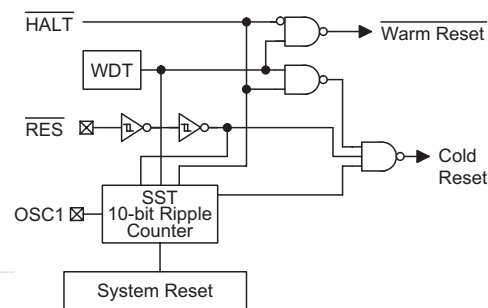 HALT
Warm Reset
WDT
RES
Cold
Reset
SST
10-bit Ripple
Counter
OSC1
System Reset